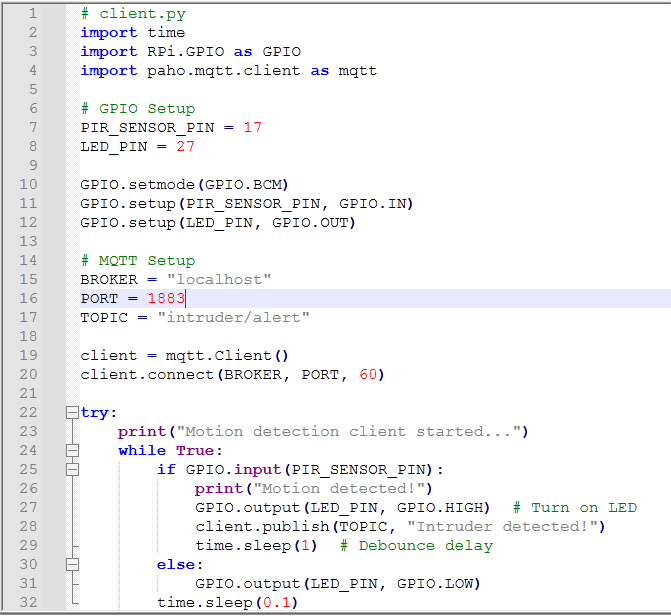 1 # client.py
2 import time
3 import RPi.GPIO as GPIO
4 import paho.mqtt.client as mqtt
5
6 # GPIO Setup
7 PIR_SENSOR_PIN = 17
8 LED_PIN = 27
9
10 GPIO.setmode(GPIO.BCM)
11 GPIO.setup(PIR_SENSOR_PIN, GPIO.IN)
12 GPIO.setup(LED_PIN, GPIO.OUT)
13
14 # MQTT Setup
15 BROKER = "localhost"
16 PORT = 1883
17 TOPIC = "intruder/alert"
18
19 client = mqtt.Client()
20 client.connect(BROKER, PORT, 60)
21
22 try:
23     print("Motion detection client started...")
24     while True:
25         if GPIO.input(PIR_SENSOR_PIN):
26             print("Motion detected!")
27             GPIO.output(LED_PIN, GPIO.HIGH)  # Turn on LED
28             client.publish(TOPIC, "Intruder detected!")
29             time.sleep(1)  # Debounce delay
30         else:
31             GPIO.output(LED_PIN, GPIO.LOW)
32         time.sleep(0.1)